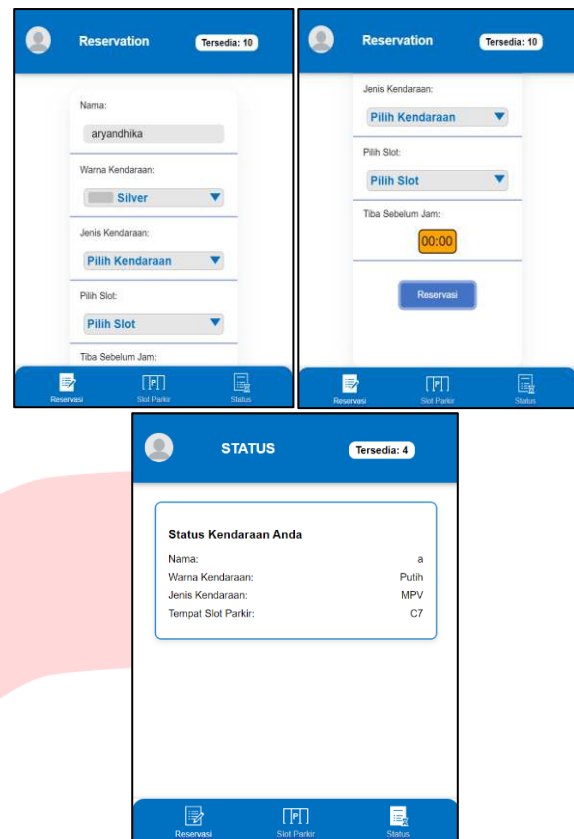 Reservation Tersedia: 10
Nama:
aryandhika
Warna Kendaraan:
Silver
Jenis Kendaraan:
Pilih Kendaraan
Pilih Slot:
Pilih Slot
Tiba Sebelum Jam:
Reservasi Slot Parkir Status
Reservation Tersedia: 10
Jenis Kendaraan:
Pilih Kendaraan
Pilih Slot:
Pilih Slot
Tiba Sebelum Jam:
00:00
Reservasi
Reservasi Slot Parkir Status
STATUS Tersedia: 4
Status Kendaraan Anda
Nama: a
Warna Kendaraan: Putih
Jenis Kendaraan: MPV
Tempat Slot Parkir: C7
Reservasi Slot Parkir Status